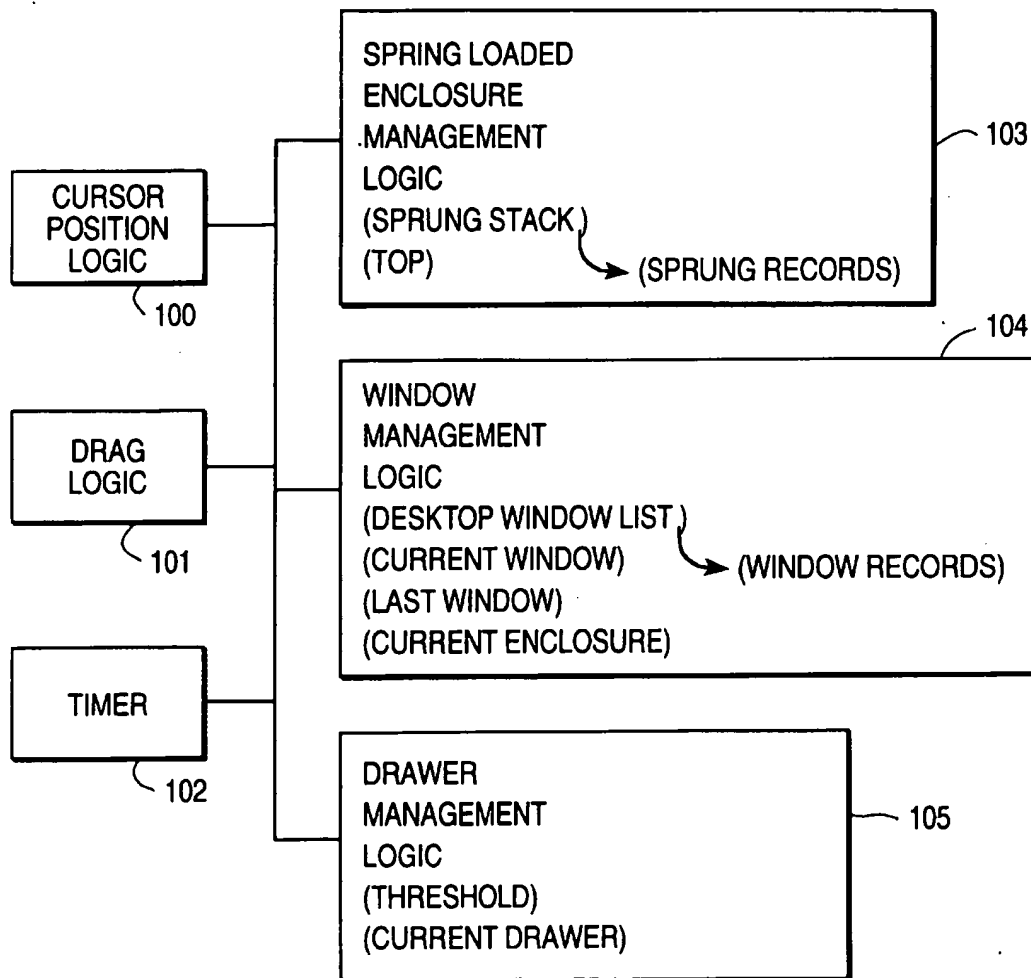 SPRING LOADED
ENCLOSURE
MANAGEMENT
LOGIC
(SPRUNG STACK)
(TOP)
(SPRUNG RECORDS)
103
CURSOR
POSITION
LOGIC
100
104
WINDOW
MANAGEMENT
LOGIC
(DESKTOP WINDOW LIST)
(CURRENT WINDOW)
(WINDOW RECORDS)
(LAST WINDOW)
(CURRENT ENCLOSURE)
DRAG
LOGIC
101
TIMER
102
DRAWER
MANAGEMENT
LOGIC
(THRESHOLD)
(CURRENT DRAWER)
105